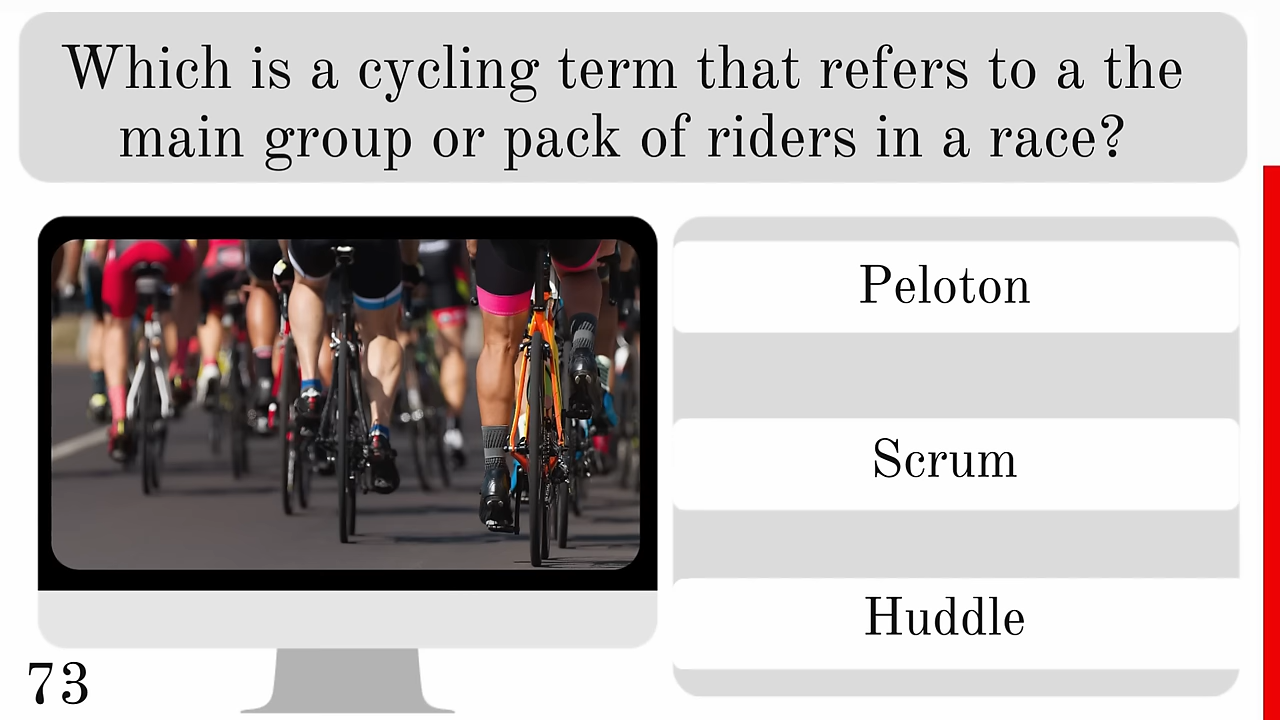 Which is a cycling term that refers to a the
main group or pack of riders in a race?
Peloton
Scrum
Huddle
73